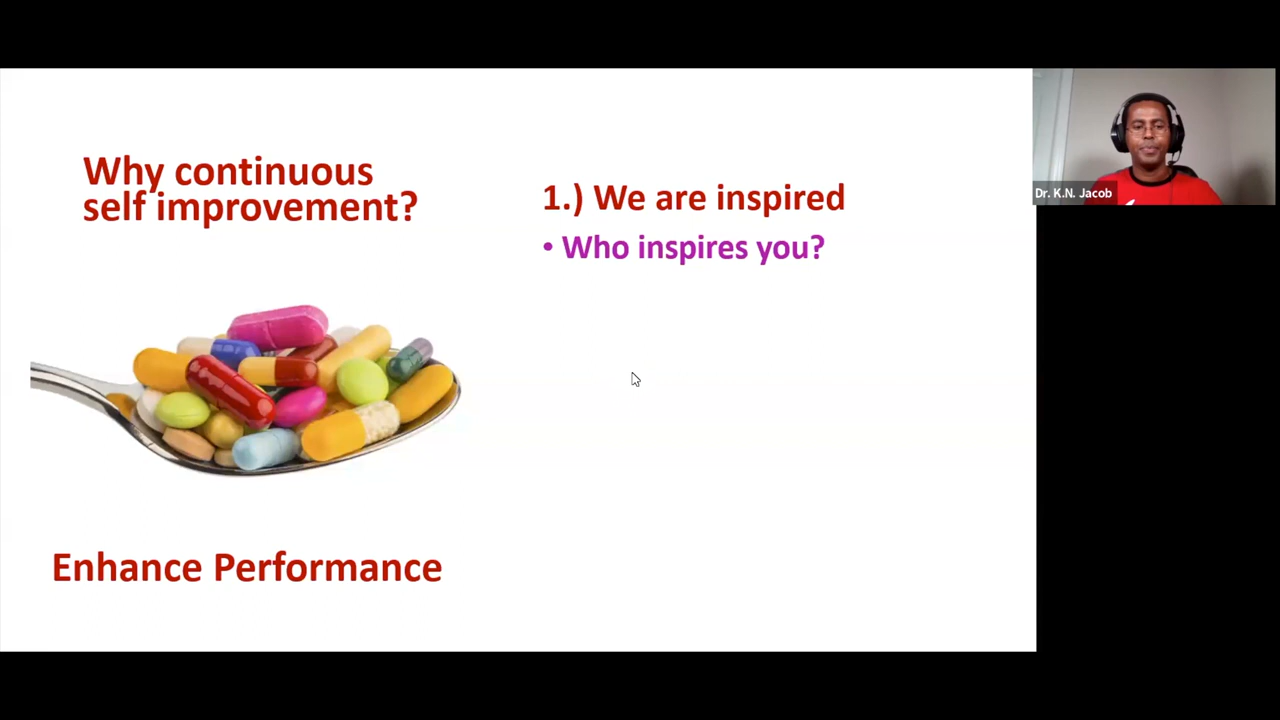 Why continuous
self improvement?
1.) We are inspired
• Who inspires you?
Enhance Performance
Dr. K.N. Jacob